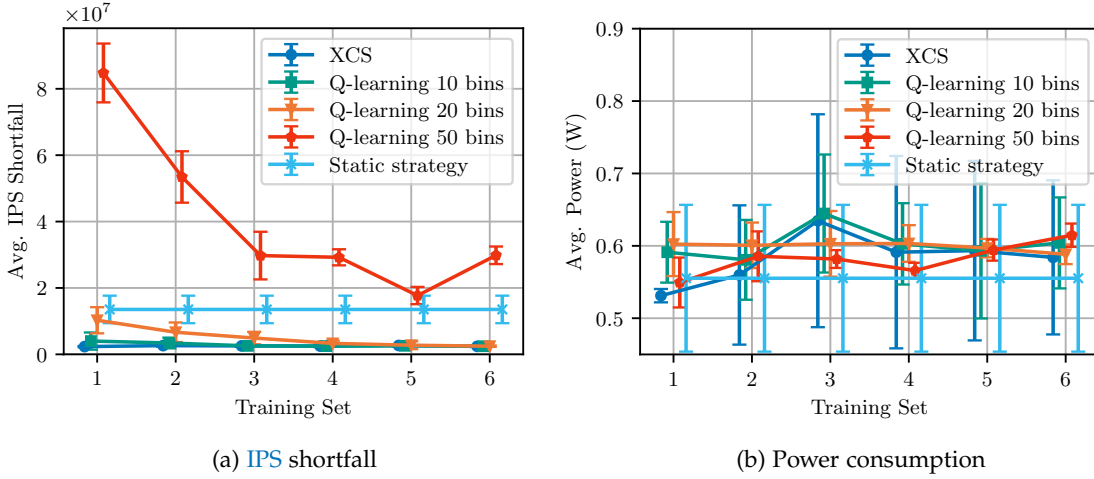 ×10⁷
Avg. IPS Shortfall
8
6
4
2
0
1 2 3 4 5 6
Training Set
XCS
Q-learning 10 bins
Q-learning 20 bins
Q-learning 50 bins
Static strategy
(a) IPS shortfall
Avg. Power (W)
0.9
0.8
0.7
0.6
0.5
1 2 3 4 5 6
Training Set
XCS
Q-learning 10 bins
Q-learning 20 bins
Q-learning 50 bins
Static strategy
(b) Power consumption